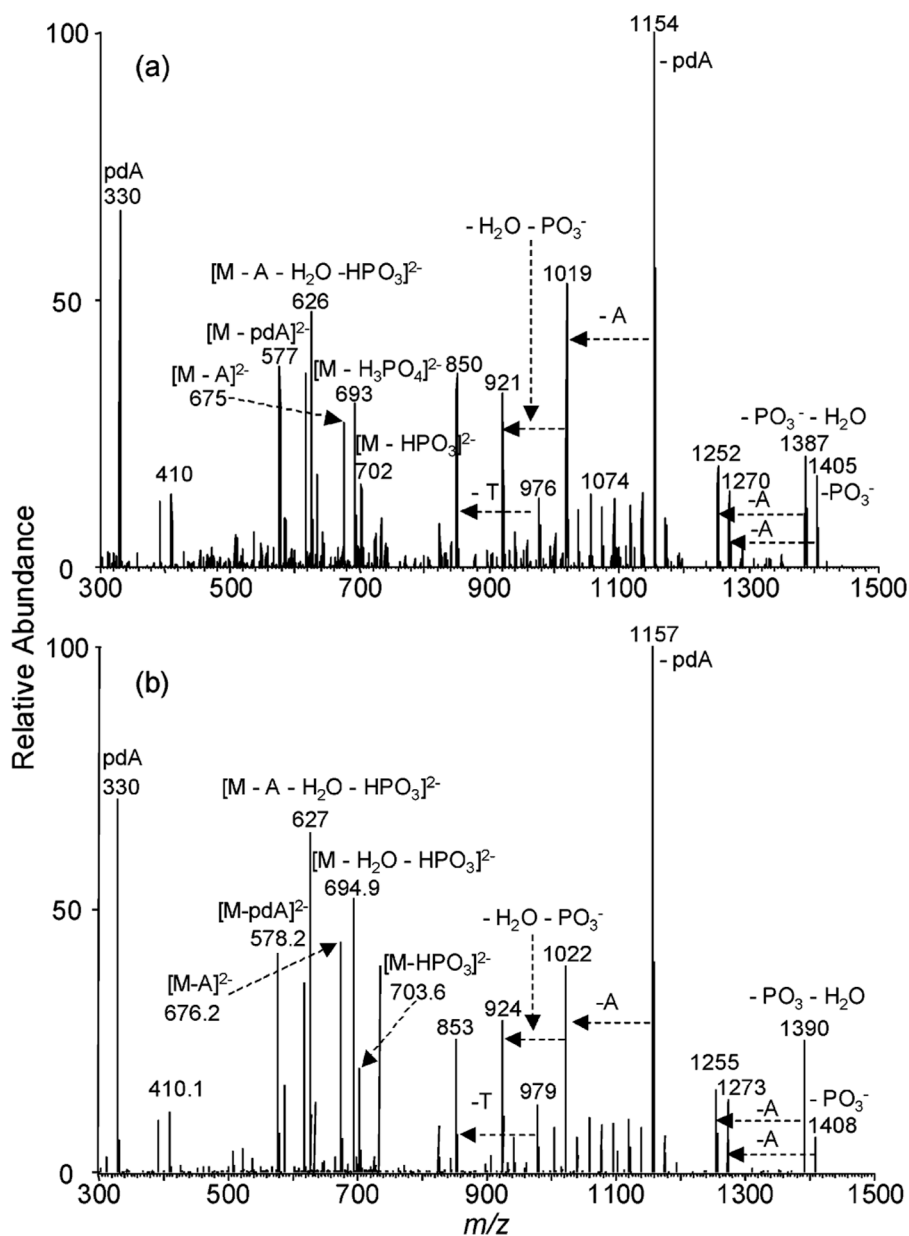 Relative Abundance
(a)
100
50
0
1154
- pdA
pdA
330
- H₂O - PO₃⁻
[M - A - H₂O -HPO₃]²⁻
626
1019
- A
[M - pdA]²⁻
577
[M - H₃PO₄]²⁻
693
850
921
[M - A]²⁻
675
- PO₃⁻ - H₂O
1387
[M - HPO₃]²⁻
702
1252
1405
410
- T
976
1074
1270
-PO₃⁻
-A
-A
300
500
700
900
1100
1300
1500
(b)
100
50
0
1157
- pdA
pdA
330
[M - A - H₂O - HPO₃]²⁻
627
[M - H₂O - HPO₃]²⁻
694.9
[M-pdA]²⁻
578.2
- H₂O - PO₃⁻
1022
[M-A]²⁻
676.2
[M-HPO₃]²⁻
703.6
-A
853
924
- PO₃ - H₂O
1390
410.1
-T
979
1255
1273
-A
- PO₃⁻
1408
-A
300
500
700
900
1100
1300
1500
m/z